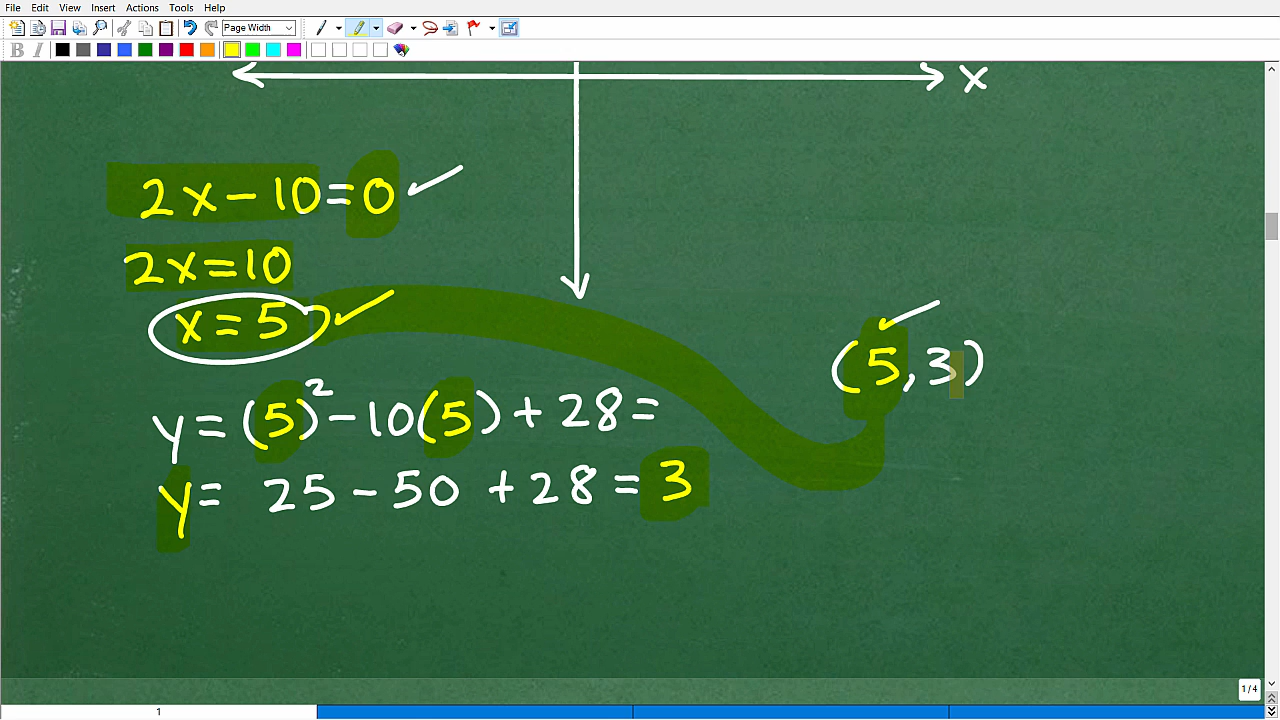 File Edit View Insert Actions Tools Help
Page Width
B I
x
2x-10=0
2x=10
x=5
(5,3)
y=(5)²-10(5)+28=
y= 25-50+28=3
1/4
1